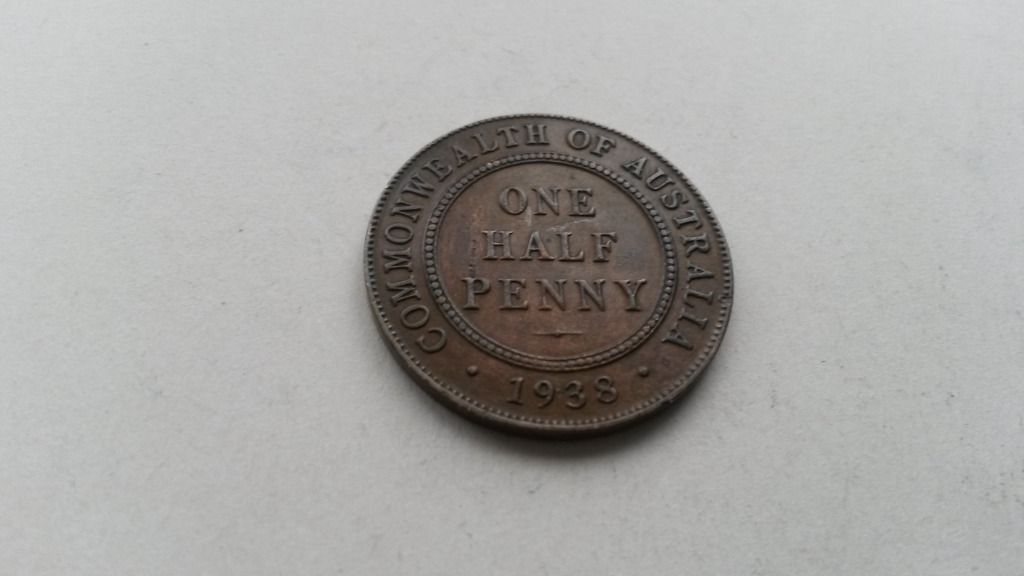 COMMONWEALTH OF AUSTRALIA
ONE
HALF
PENNY
· 1938 ·